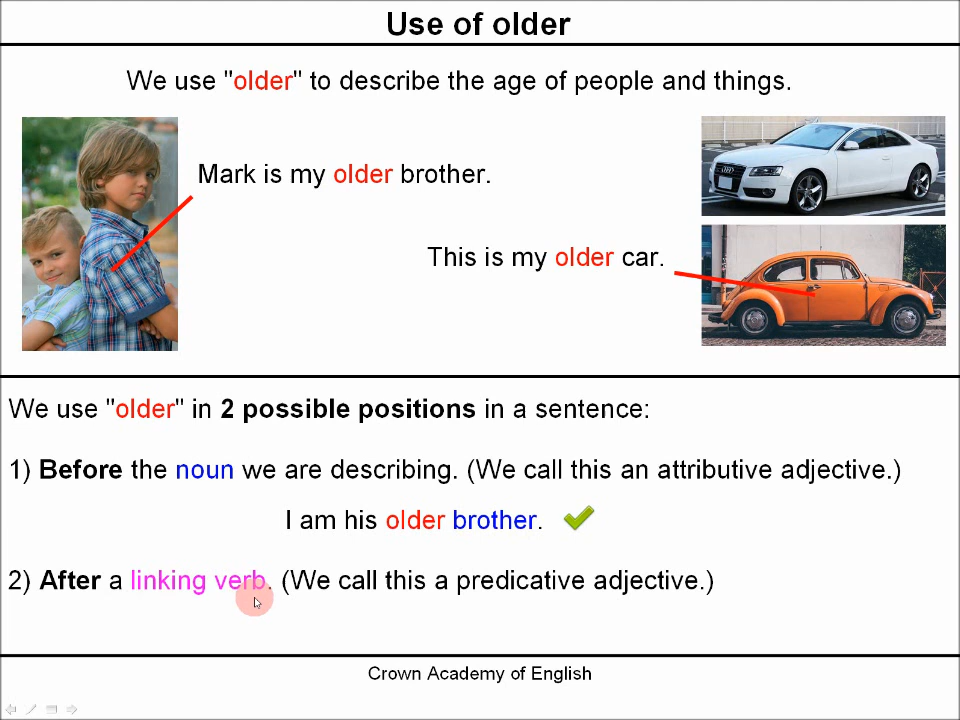 Use of older
We use "older" to describe the age of people and things.
Mark is my older brother.
This is my older car.
We use "older" in 2 possible positions in a sentence:
1) Before the noun we are describing. (We call this an attributive adjective.)
I am his older brother.
2) After a linking verb. (We call this a predicative adjective.)
Crown Academy of English